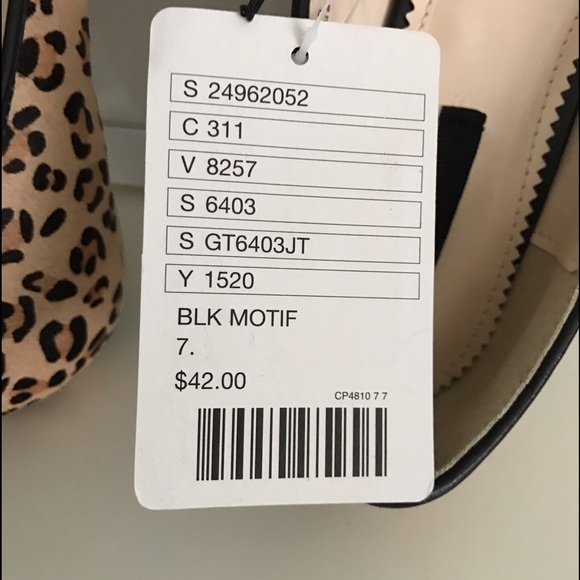 S 24962052
C 311
V 8257
S 6403
S GT6403JT
Y 1520
BLK MOTIF
7.
$42.00
CP4810 7 7